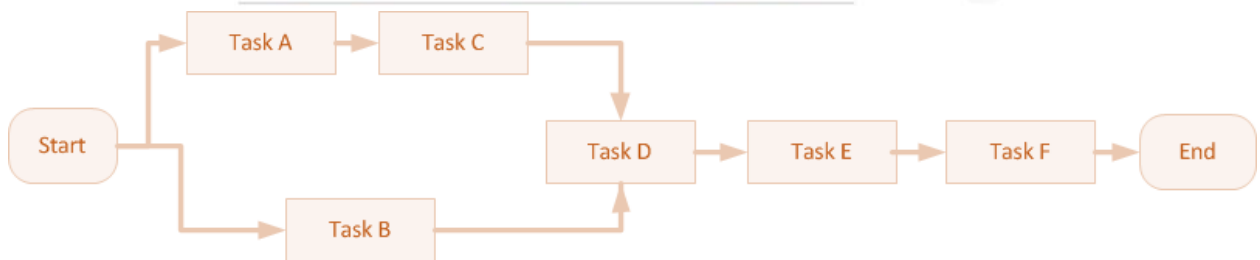 Task A
Task C
Start
Task D
Task E
Task F
End
Task B